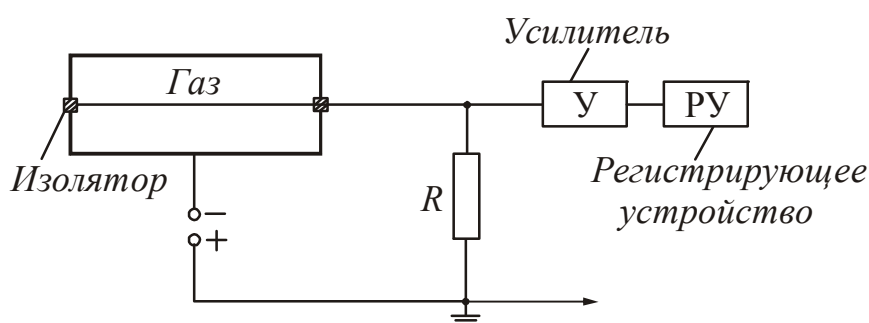 Усилитель
Газ
У
РУ
Изолятор
R
Регистрирующее
устройство
−
+